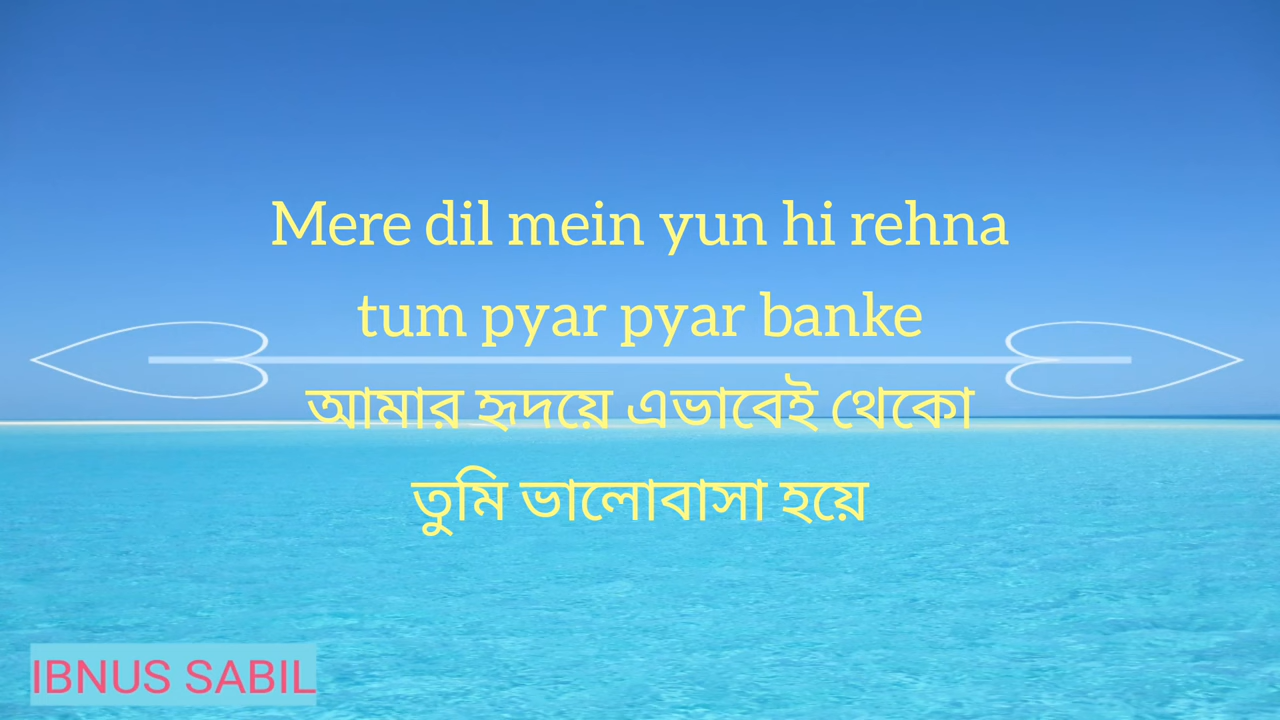 Mere dil mein yun hi rehna
tum pyar pyar banke
আমার হৃদয়ে এভাবেই থেকো
তুমি ভালোবাসা হয়ে
IBNUS SABIL